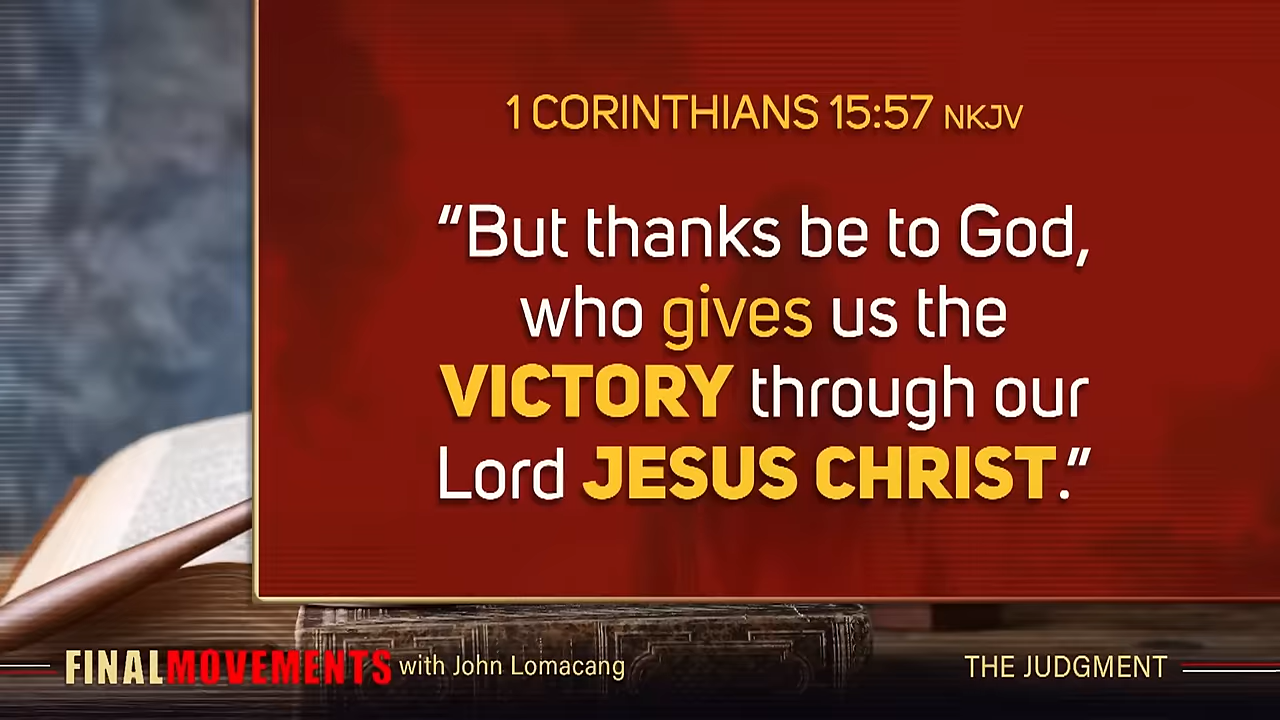 1 CORINTHIANS 15:57 NKJV
“But thanks be to God,
who gives us the
VICTORY through our
Lord JESUS CHRIST.”
FINALMOVEMENTS with John Lomacang
THE JUDGMENT